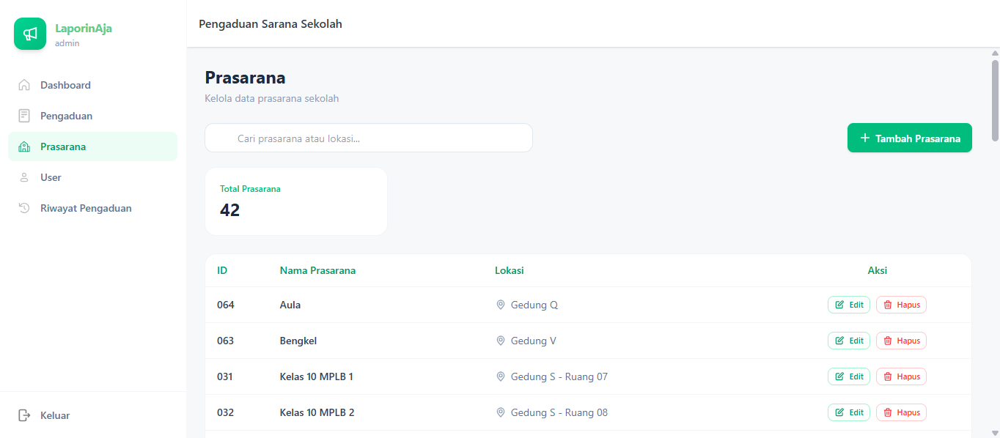 LaporinAja
admin
Dashboard
Pengaduan
Prasarana
User
Riwayat Pengaduan
Keluar
Pengaduan Sarana Sekolah
Prasarana
Kelola data prasarana sekolah
Cari prasarana atau lokasi...
Tambah Prasarana
Total Prasarana
42
ID Nama Prasarana Lokasi Aksi
064 Aula Gedung Q Edit Hapus
063 Bengkel Gedung V Edit Hapus
031 Kelas 10 MPLB 1 Gedung S - Ruang 07 Edit Hapus
032 Kelas 10 MPLB 2 Gedung S - Ruang 08 Edit Hapus